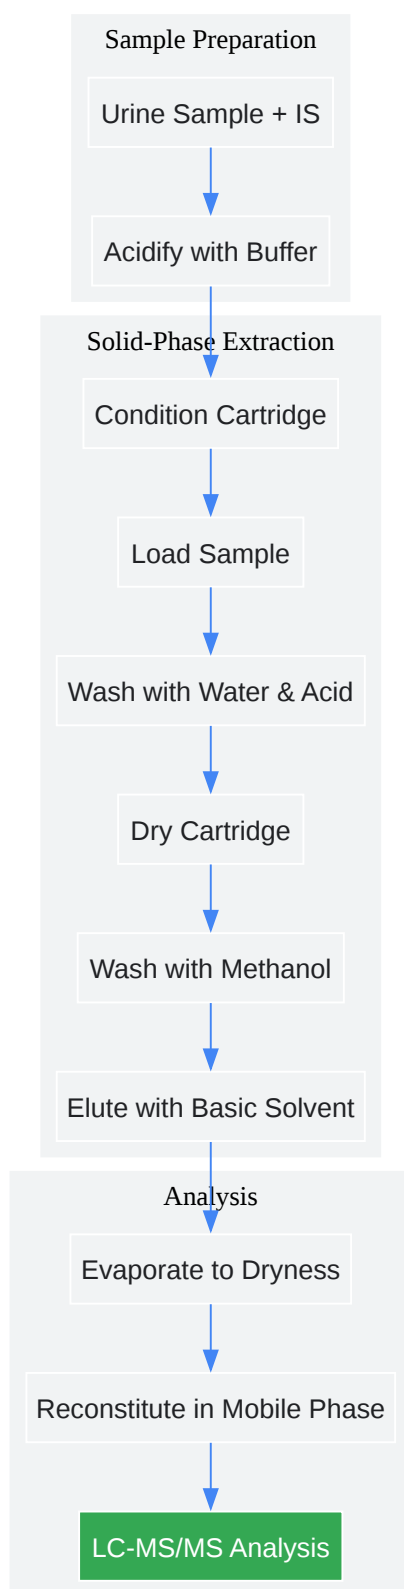 Sample Preparation
Urine Sample + IS
Acidify with Buffer
Solid-Phase Extraction
Condition Cartridge
Load Sample
Wash with Water & Acid
Dry Cartridge
Wash with Methanol
Elute with Basic Solvent
Analysis
Evaporate to Dryness
Reconstitute in Mobile Phase
LC-MS/MS Analysis